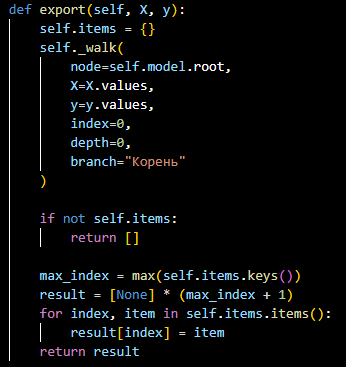 def export(self, X, y):
    self.items = {}
    self._walk(
        node=self.model.root,
        X=X.values,
        y=y.values,
        index=0,
        depth=0,
        branch="Корень"
    )

    if not self.items:
        return []

    max_index = max(self.items.keys())
    result = [None] * (max_index + 1)
    for index, item in self.items.items():
        result[index] = item
    return result